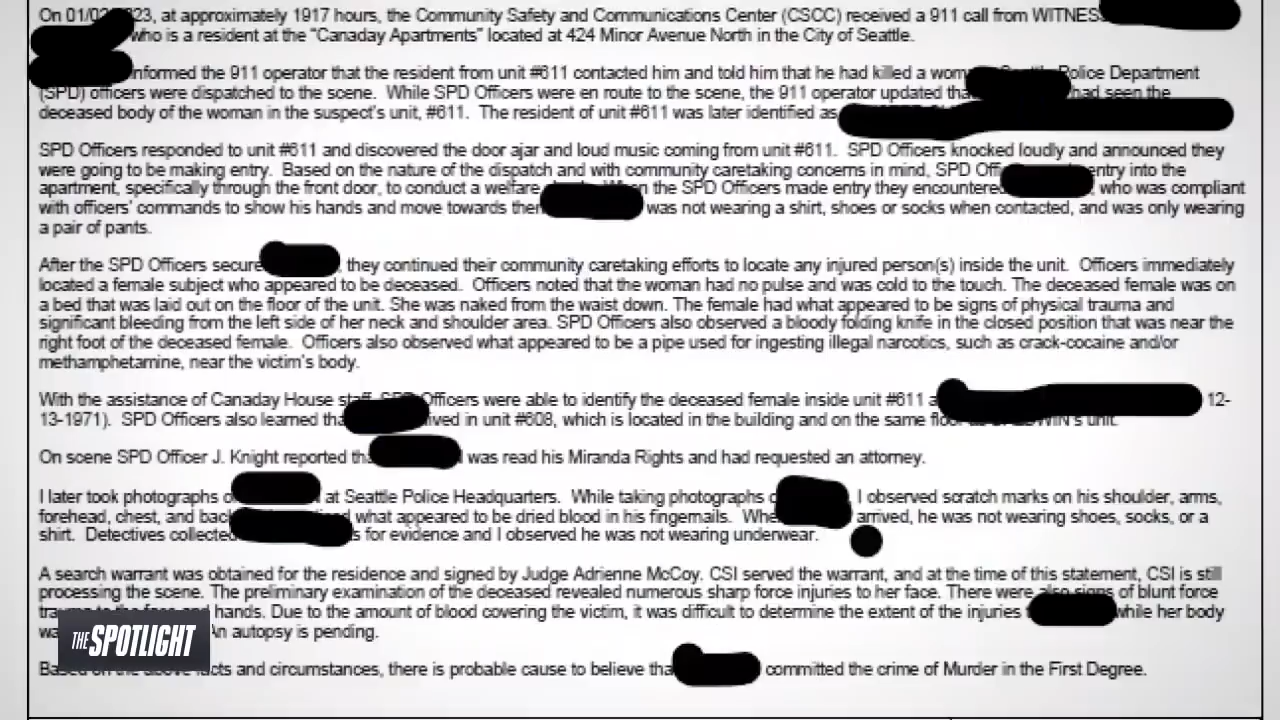 On 01/02 23, at approximately 1917 hours, the Community Safety and Communications Center (CSCC) received a 911 call from WITNESS
who is a resident at the "Canaday Apartments" located at 424 Minor Avenue North in the City of Seattle.
informed the 911 operator that the resident from unit #611 contacted him and told him that he had killed a Police Department
(SPD) officers were dispatched to the scene. While SPD Officers were en route to the scene, the 911 operator updated had seen the
deceased body of the woman in the suspect's unit, #611. The resident of unit #611 was later identified as
SPD Officers responded to unit #611 and discovered the door ajar and loud music coming from unit #611. SPD Officers knocked loudly and announced they
were going to be making entry. Based on the nature of the dispatch and with community caretaking concerns in mind, SPD entry into the
apartment, specifically through the front door, to conduct a welfare the SPD Officers made entry they encountered , who was compliant
with officers' commands to show his hands and move towards was not wearing a shirt, shoes or socks when contacted, and was only wearing
a pair of pants.
After the SPD Officers secure , they continued their community caretaking efforts to locate any injured person(s) inside the unit. Officers immediately
located a female subject who appeared to be deceased. Officers noted that the woman had no pulse and was cold to the touch. The deceased female was on
a bed that was laid out on the floor of the unit. She was naked from the waist down. The female had what appeared to be signs of physical trauma and
significant bleeding from the left side of her neck and shoulder area. SPD Officers also observed a bloody folding knife in the closed position that was near the
right foot of the deceased female. Officers also observed what appeared to be a pipe used for ingesting illegal narcotics, such as crack-cocaine and/or
methamphetamine, near the victim's body.
With the assistance of Canaday House Officers were able to identify the deceased female inside unit #611 12-
13-1971). SPD Officers also learned lived in unit #608, which is located in the building and on the same unit.
On scene SPD Officer J. Knight reported was read his Miranda Rights and had requested an attorney.
I later took photographs at Seattle Police Headquarters. While taking photographs I observed scratch marks on his shoulder, arms,
forehead, chest, and back what appeared to be dried blood in his fingernails. arrived, he was not wearing shoes, socks, or a
shirt. Detectives collected for evidence and I observed he was not wearing underwear.
A search warrant was obtained for the residence and signed by Judge Adrienne McCoy. CSI served the warrant, and at the time of this statement, CSI is still
processing the scene. The preliminary examination of the deceased revealed numerous sharp force injuries to her face. There were also signs of blunt force
trauma to the face and hands. Due to the amount of blood covering the victim, it was difficult to determine the extent of the injuries while her body
An autopsy is pending.
and circumstances, there is probable cause to believe committed the crime of Murder in the First Degree.
THE SPOTLIGHT